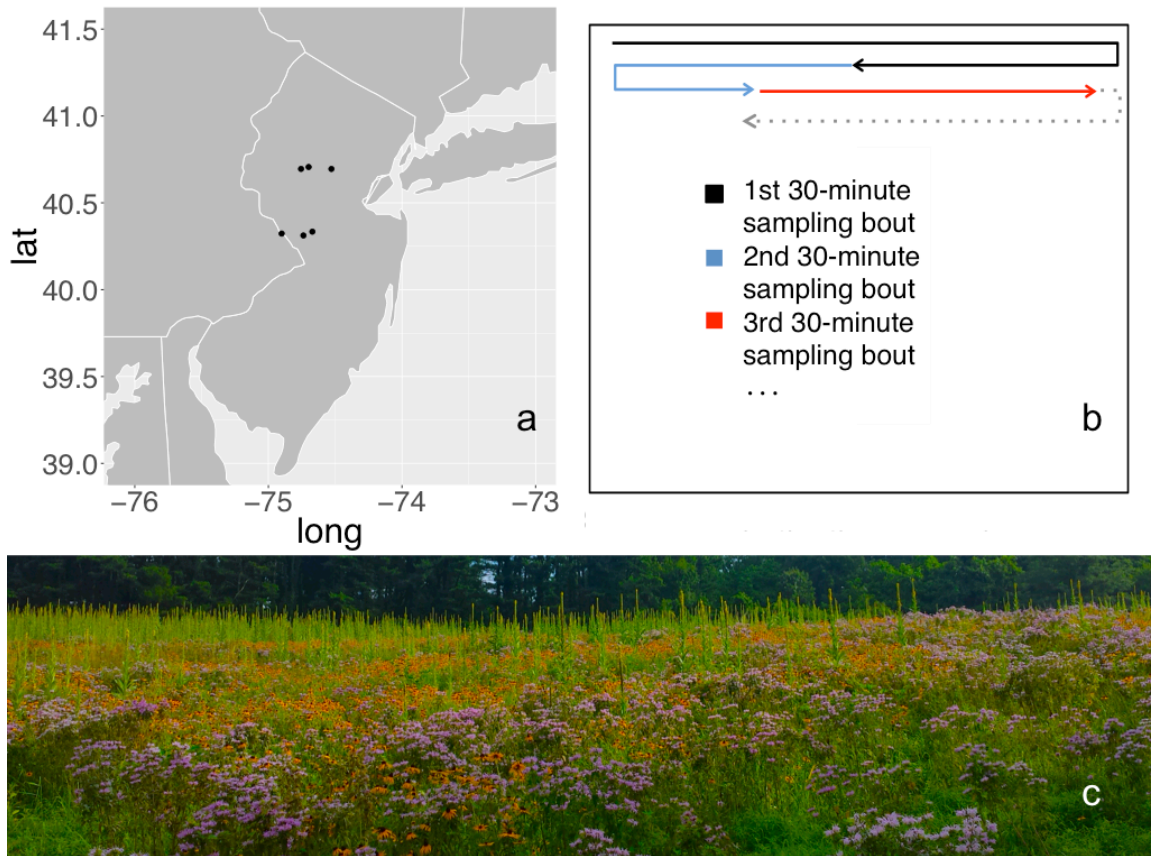 41.5
41.0
40.5
40.0
39.5
39.0
lat
−76
−75
−74
−73
long
a
1st 30-minute
sampling bout
2nd 30-minute
sampling bout
3rd 30-minute
sampling bout
...
b
c